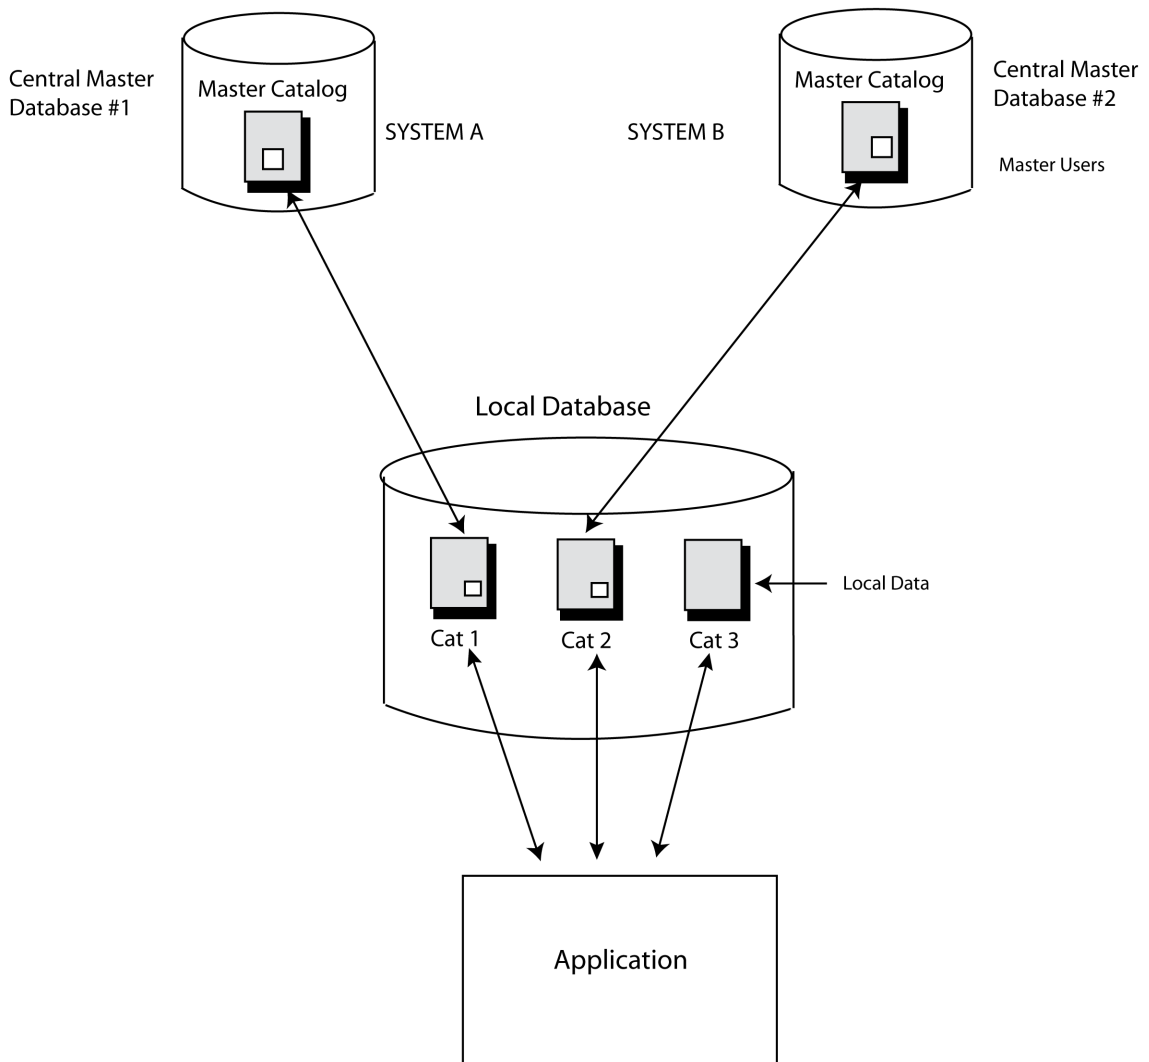 Central Master
Database #1
Master Catalog
SYSTEM A
SYSTEM B
Master Catalog
Central Master
Database #2
Master Users
Local Database
Local Data
Cat 1
Cat 2
Cat 3
Application